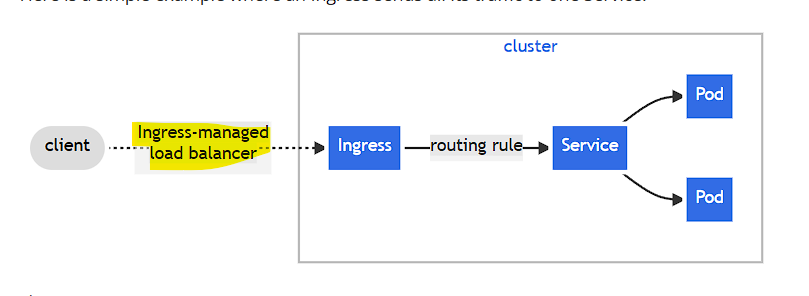 cluster
Pod
client
Ingress-managed
load balancer
Ingress
routing rule
Service
Pod